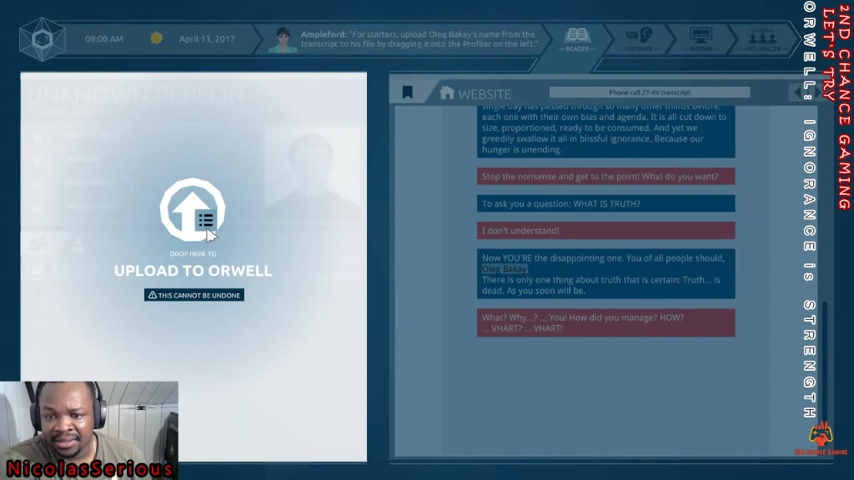 08:00 AM
April 13, 2017
Ampleford: "For starters, upload Oleg Bakay's name from the
transcript to his file by dragging it into the Profiler on the left."
READER
LISTENER
INSIDER
INFLUENCER
UNKNOWN PERSON
DROP HERE TO
UPLOAD TO ORWELL
THIS CANNOT BE UNDONE
WEBSITE
Phone call ZT-4V transcript
single day has passed through so many other minds before,
each one with their own bias and agenda. It is all cut down to
size, proportioned, ready to be consumed. And yet we
greedily swallow it all in blissful ignorance. Because our
hunger is unending.
Stop the nonsense and get to the point! What do you want?
To ask you a question: WHAT IS TRUTH?
I don't understand!
Now YOU'RE the disappointing one. You of all people should,
Oleg Bakay.
There is only one thing about truth that is certain: Truth... is
dead. As you soon will be.
What? Why...? ... You! How did you manage? HOW?
... VHART? ... VHART!
2ND CHANCE GAMING
LET'S TRY
ORWELL: IGNORANCE is STRENGTH
NicolasSerious